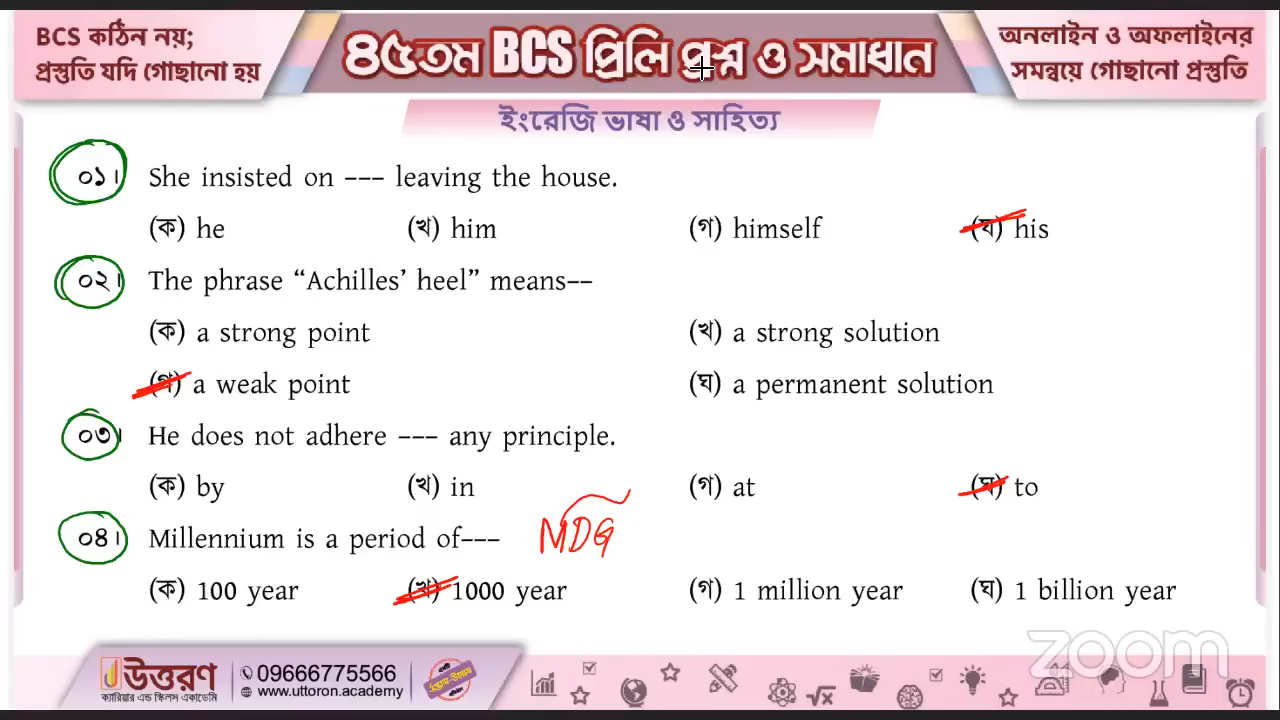 BCS কঠিন নয়;
প্রস্তুতি যদি গোছানো হয়
৪৫তম BCS প্রিলি প্রশ্ন ও সমাধান
অনলাইন ও অফলাইনের
সমন্বয়ে গোছানো প্রস্তুতি
ইংরেজি ভাষা ও সাহিত্য
০১। She insisted on --- leaving the house.
(ক) he (খ) him (গ) himself (ঘ) his
০২। The phrase “Achilles’ heel” means--
(ক) a strong point (খ) a strong solution
(গ) a weak point (ঘ) a permanent solution
০৩। He does not adhere --- any principle.
(ক) by (খ) in (গ) at (ঘ) to
০৪। Millennium is a period of--- MDG
(ক) 100 year (খ) 1000 year (গ) 1 million year (ঘ) 1 billion year
zoom
উত্তরণ
ক্যারিয়ার এন্ড স্কিলস একাডেমি
09666775566
www.uttoron.academy